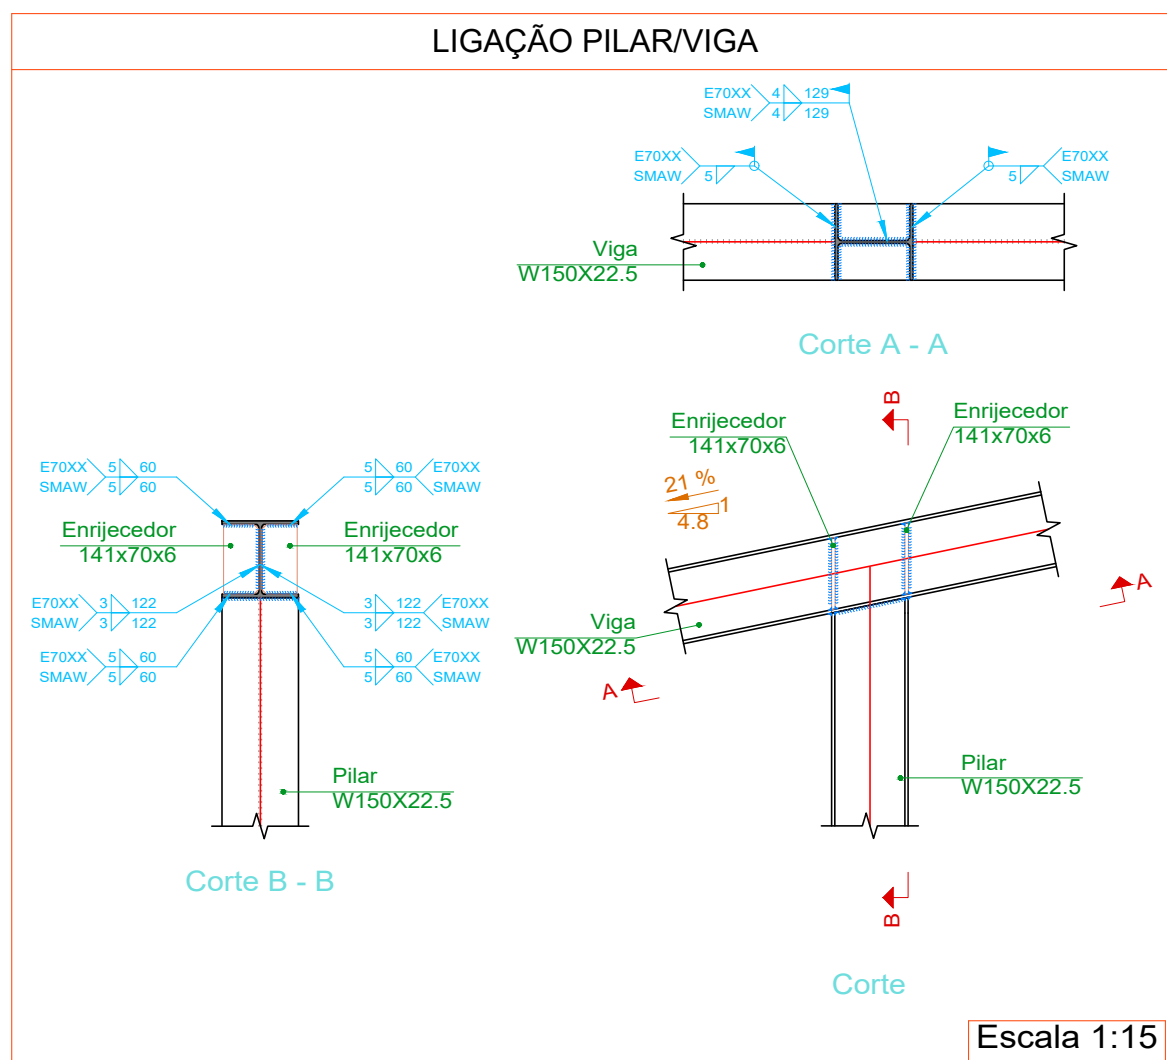 LIGAÇÃO PILAR/VIGA
E70XX 4 129
SMAW 4 129
E70XX
SMAW 5
E70XX
5 SMAW
Viga
W150X22.5
Corte A - A
B
Enrijecedor
141x70x6
Enrijecedor
141x70x6
21 %
1
4.8
Viga
W150X22.5
A
A
Pilar
W150X22.5
B
Corte
E70XX 5 60
SMAW 5 60
5 60 E70XX
5 60 SMAW
Enrijecedor
141x70x6
Enrijecedor
141x70x6
E70XX 3 122
SMAW 3 122
3 122 E70XX
3 122 SMAW
E70XX 5 60
SMAW 5 60
5 60 E70XX
5 60 SMAW
Pilar
W150X22.5
Corte B - B
Escala 1:15